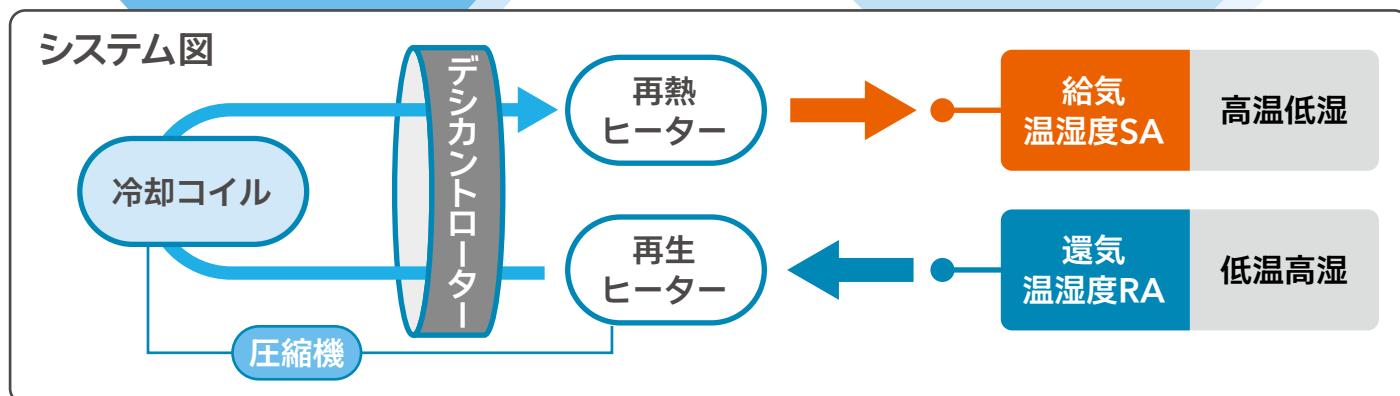 システム図
デシカントローター
再熱
ヒーター
給気
温湿度SA
高温低湿
冷却コイル
再生
ヒーター
還気
温湿度RA
低温高湿
圧縮機